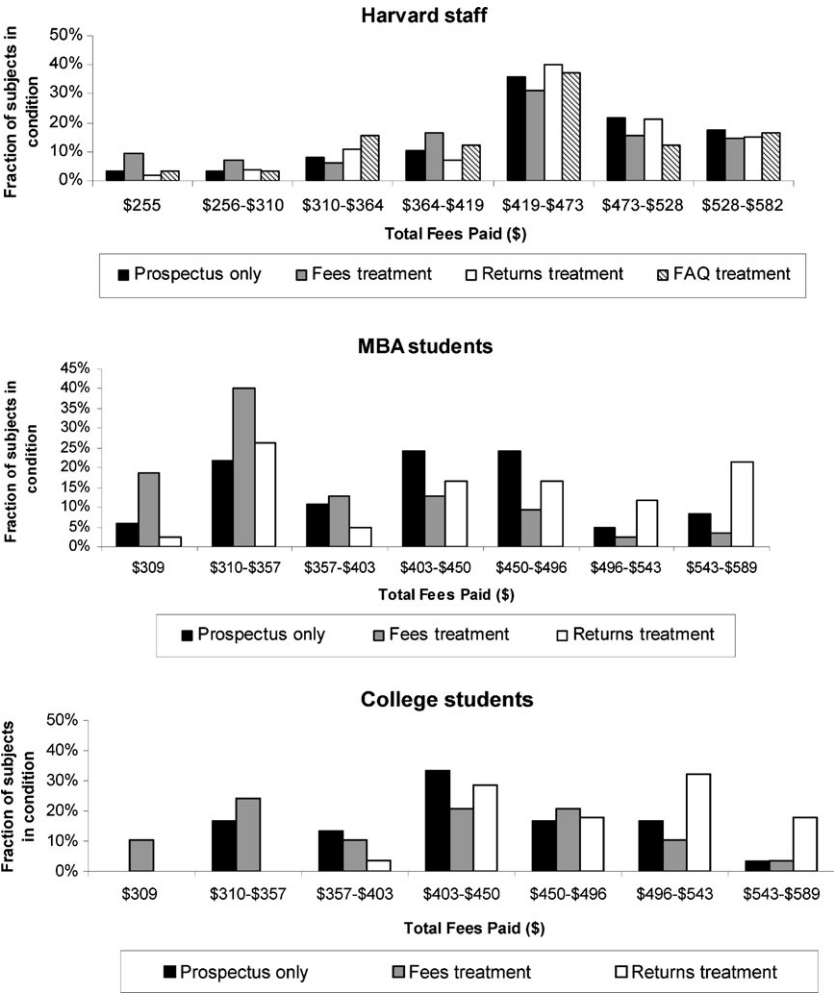 Harvard staff
Fraction of subjects in
condition
50%
40%
30%
20%
10%
0%
$255
$256-$310
$310-$364
$364-$419
$419-$473
$473-$528
$528-$582
Total Fees Paid ($)
Prospectus only
Fees treatment
Returns treatment
FAQ treatment
MBA students
Fraction of subjects in
condition
45%
40%
35%
30%
25%
20%
15%
10%
5%
0%
$309
$310-$357
$357-$403
$403-$450
$450-$496
$496-$543
$543-$589
Total Fees Paid ($)
Prospectus only
Fees treatment
Returns treatment
College students
Fraction of subjects
in condition
50%
40%
30%
20%
10%
0%
$309
$310-$357
$357-$403
$403-$450
$450-$496
$496-$543
$543-$589
Total Fees Paid ($)
Prospectus only
Fees treatment
Returns treatment